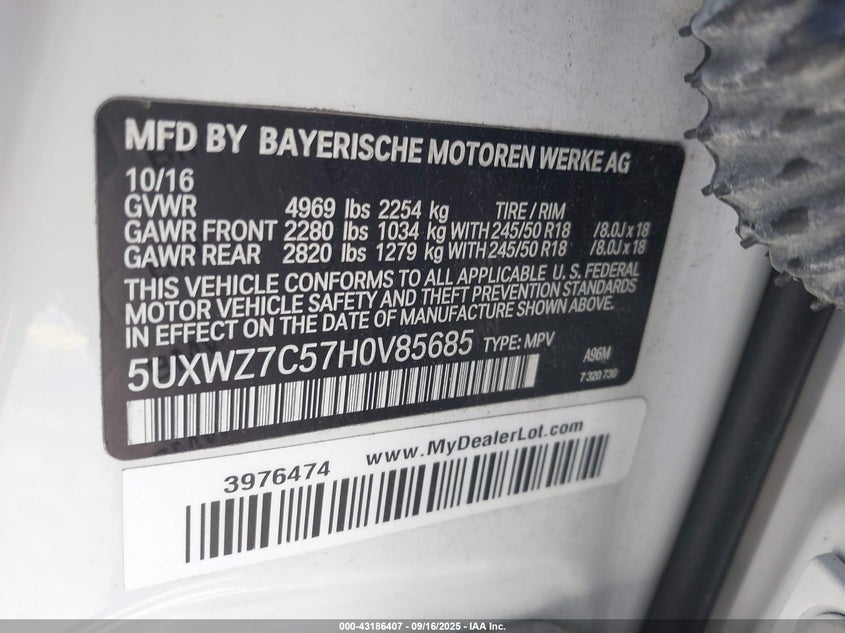 MFD BY BAYERISCHE MOTOREN WERKE AG
10/16
GVWR 4969 lbs 2254 kg TIRE / RIM
GAWR FRONT 2280 lbs 1034 kg WITH 245/50 R18 /8.0J x 18
GAWR REAR 2820 lbs 1279 kg WITH 245/50 R18 /8.0J x 18
THIS VEHICLE CONFORMS TO ALL APPLICABLE U.S. FEDERAL
MOTOR VEHICLE SAFETY AND THEFT PREVENTION STANDARDS
IN EFFECT ON THE DATE OF MANUFACTURE SHOWN ABOVE.
5UXWZ7C57H0V85685 TYPE: MPV
A96M
7 320 730
3976474 www.MyDealerLot.com
000-43186407 - 09/16/2025 - IAA Inc.